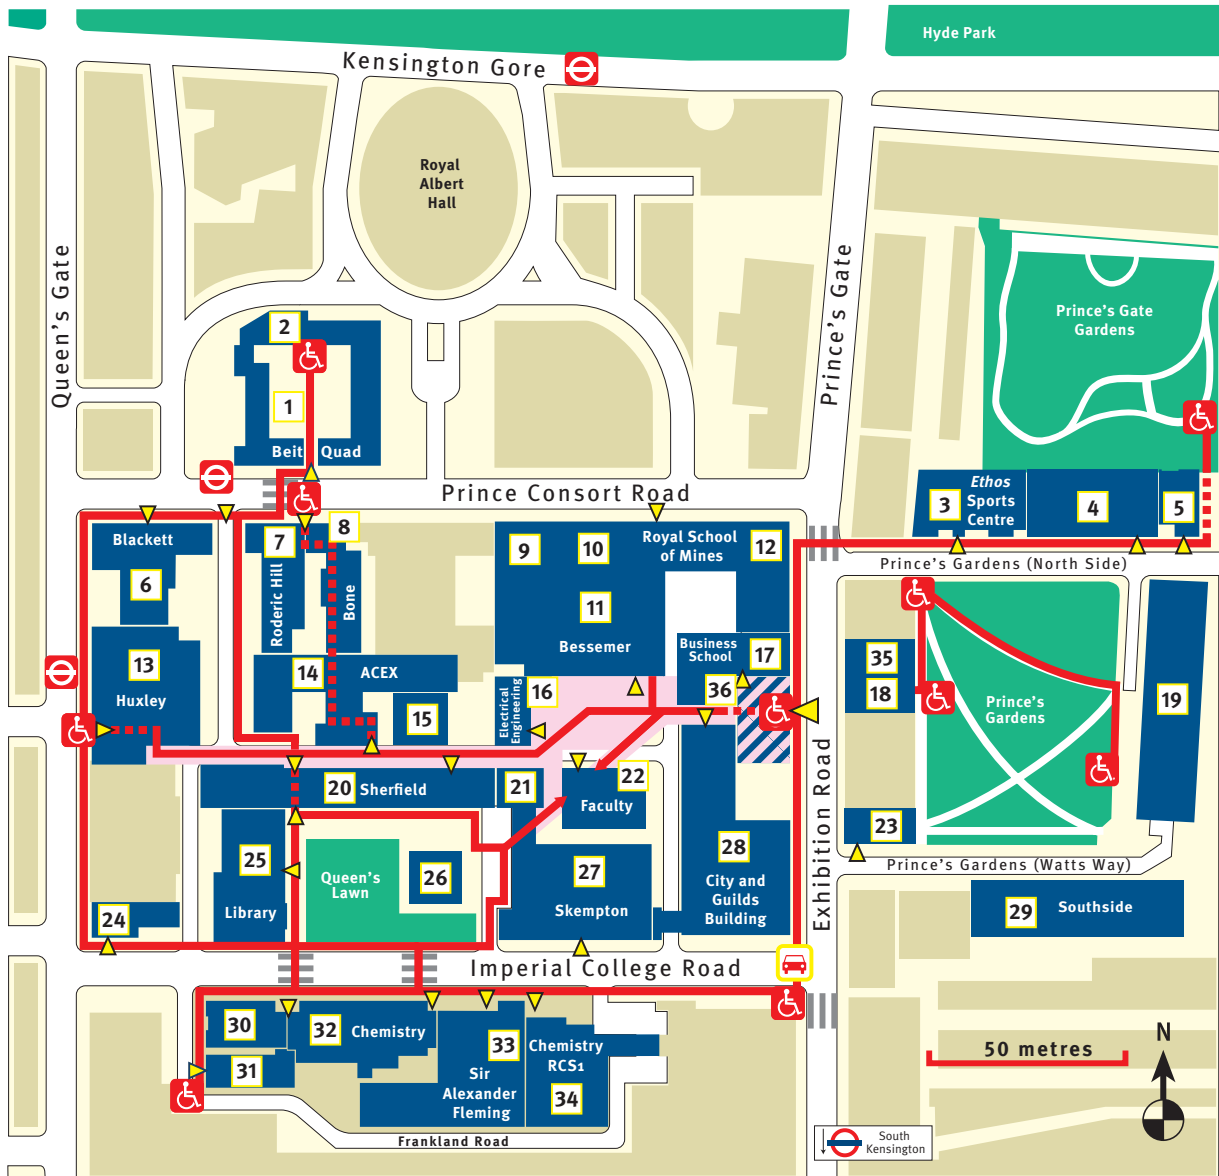 Hyde Park
Kensington Gore
Royal
Albert
Hall
Queen's Gate
Prince's Gate
Prince's Gate
Gardens
2
1
Beit Quad
Prince Consort Road
3
Ethos
Sports
Centre
4
5
Prince's Gardens (North Side)
Blackett
6
7
Roderic Hill
8
Bone
9
10
Royal School
of Mines
12
11
Bessemer
13
Huxley
14
ACEX
15
16
Electrical
Engineering
Business
School
17
36
35
18
Prince's
Gardens
19
20
Sherfield
21
22
Faculty
Exhibition Road
23
Prince's Gardens (Watts Way)
25
Library
Queen's
Lawn
26
27
Skempton
28
City and
Guilds
Building
24
29
Southside
Imperial College Road
30
31
32
Chemistry
33
Sir
Alexander
Fleming
Chemistry
RCS1
34
Frankland Road
50 metres
N
South
Kensington